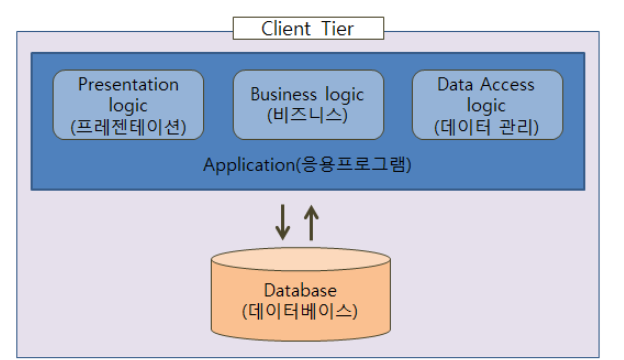 Client Tier
Presentation
logic
(프레젠테이션)
Business logic
(비즈니스)
Data Access
logic
(데이터 관리)
Application(응용프로그램)
Database
(데이터베이스)